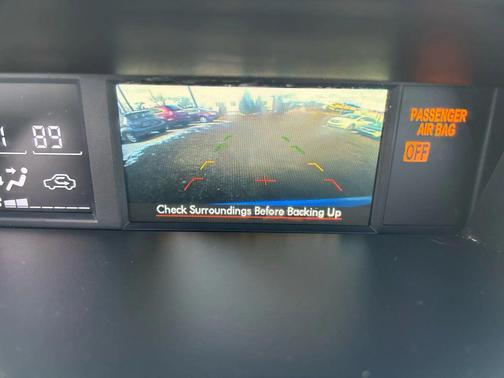 89
PASSENGER
AIR BAG
OFF
Check Surroundings Before Backing Up